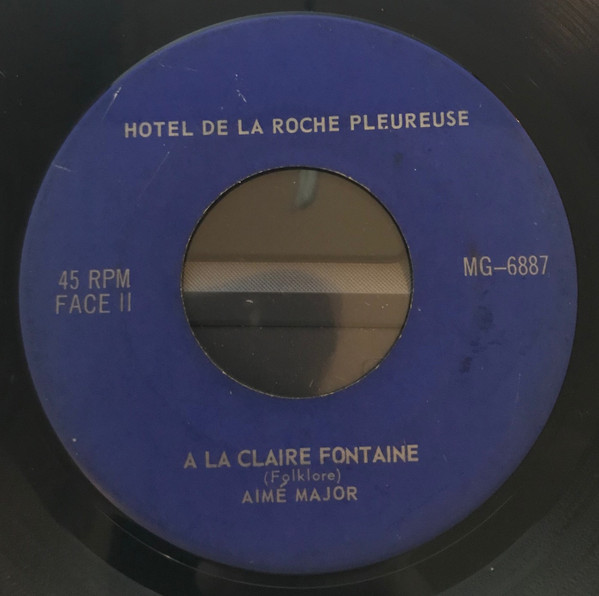 HOTEL DE LA ROCHE PLEUREUSE
45 RPM
FACE II
MG-6887
A LA CLAIRE FONTAINE
(Folklore)
AIMÉ MAJOR